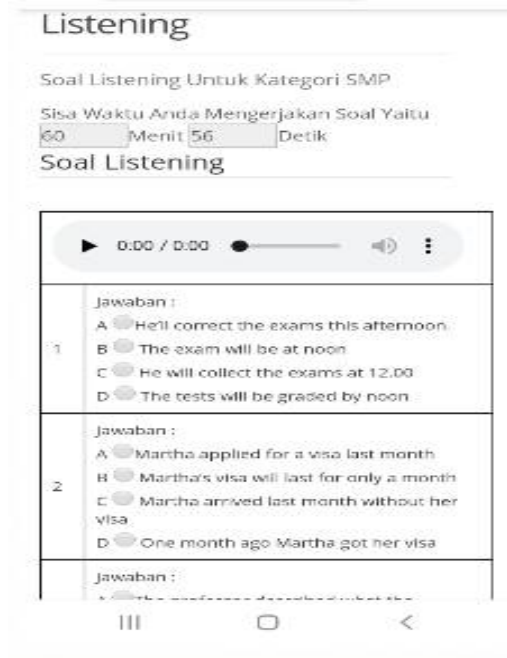 Listening
Soal Listening Untuk Kategori SMP
Sisa Waktu Anda Mengerjakan Soal Yaitu
60 Menit 56 Detik
Soal Listening
0:00 / 0:00
Jawaban :
A He'll correct the exams this afternoon
1 B The exam will be at noon
C He will collect the exams at 12.00
D The tests will be graded by noon
Jawaban :
A Martha applied for a visa last month
B Martha's visa will last for only a month
2 C Martha arrived last month without her
visa
D One month ago Martha got her visa
Jawaban :